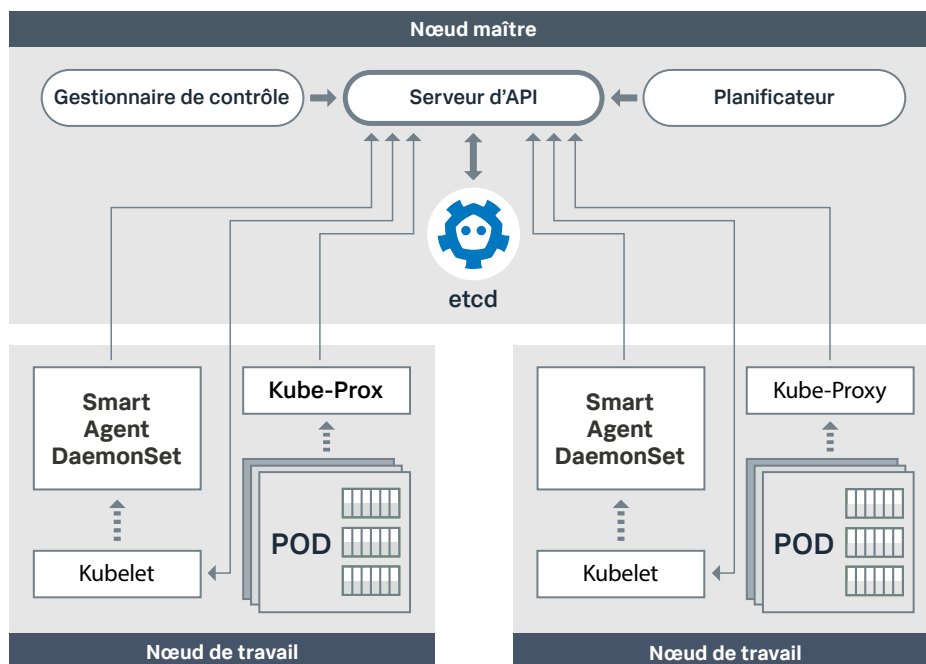 Nœud maître
Gestionnaire de contrôle
Serveur d’API
Planificateur
etcd
Smart
Agent
DaemonSet
Kube-Prox
POD
Kubelet
Nœud de travail
Smart
Agent
DaemonSet
Kube-Proxy
POD
Kubelet
Nœud de travail